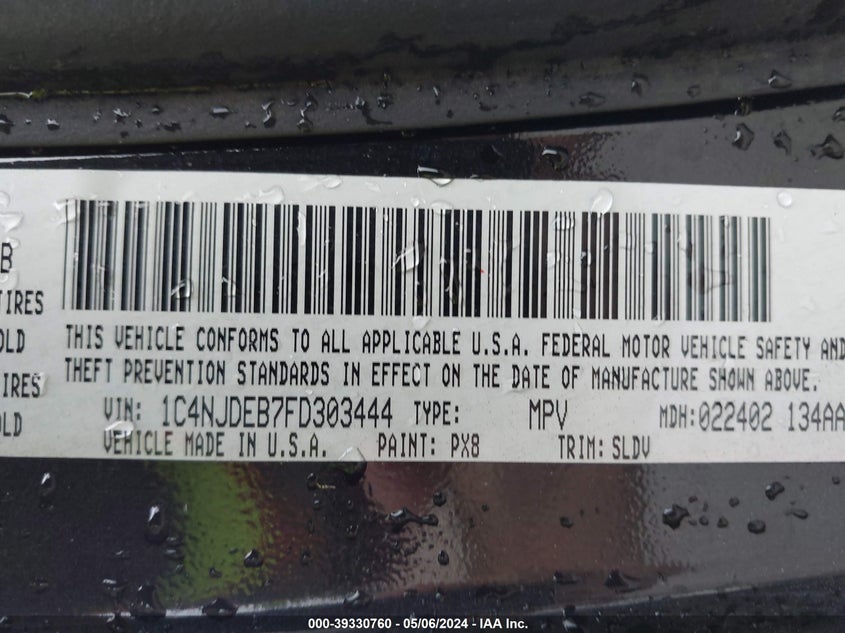 B
TIRES
OLD
IRES
OLD
THIS VEHICLE CONFORMS TO ALL APPLICABLE U.S.A. FEDERAL MOTOR VEHICLE SAFETY AND
THEFT PREVENTION STANDARDS IN EFFECT ON THE DATE OF MANUFACTURE SHOWN ABOVE.
VIN: 1C4NJDEB7FD303444 TYPE: MPV MDH:022402 134AA
VEHICLE MADE IN U.S.A. PAINT: PX8 TRIM: SLDV
000-39330760 - 05/06/2024 - IAA Inc.